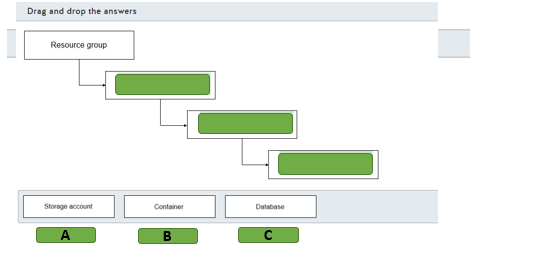 Drag and drop the answers
Resource group
Storage account
Container
Database
A
B
C